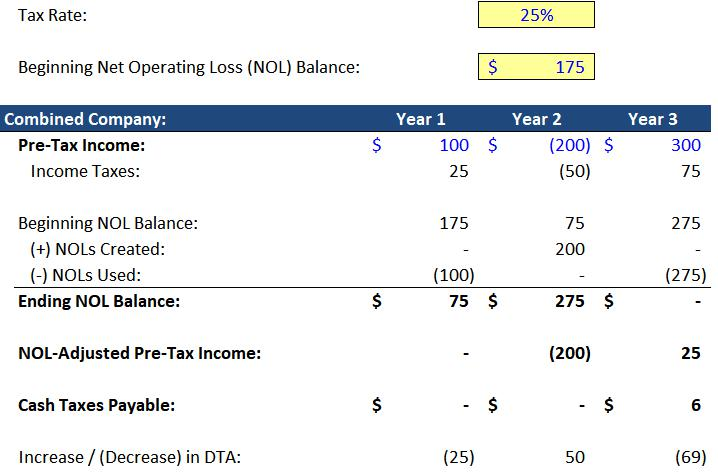 Tax Rate: 25%
Beginning Net Operating Loss (NOL) Balance: $ 175
Combined Company: Year 1 Year 2 Year 3
Pre-Tax Income: $ 100 $ (200) $ 300
Income Taxes: 25 (50) 75
Beginning NOL Balance: 175 75 275
(+) NOLs Created: - 200 -
(-) NOLs Used: (100) - (275)
Ending NOL Balance: $ 75 $ 275 $ -
NOL-Adjusted Pre-Tax Income: - (200) 25
Cash Taxes Payable: $ - $ - $ 6
Increase / (Decrease) in DTA: (25) 50 (69)